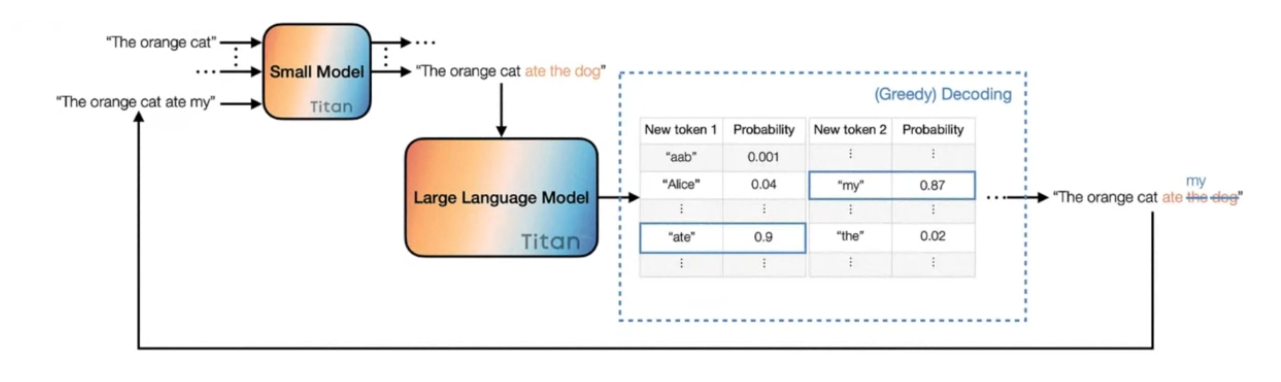 "The orange cat"
Small Model
Titan
"The orange cat ate the dog"
"The orange cat ate my"
(Greedy) Decoding
New token 1 Probability New token 2 Probability
"aab" 0.001
"Alice" 0.04 "my" 0.87
"ate" 0.9 "the" 0.02
Large Language Model
Titan
my
"The orange cat ate the dog"